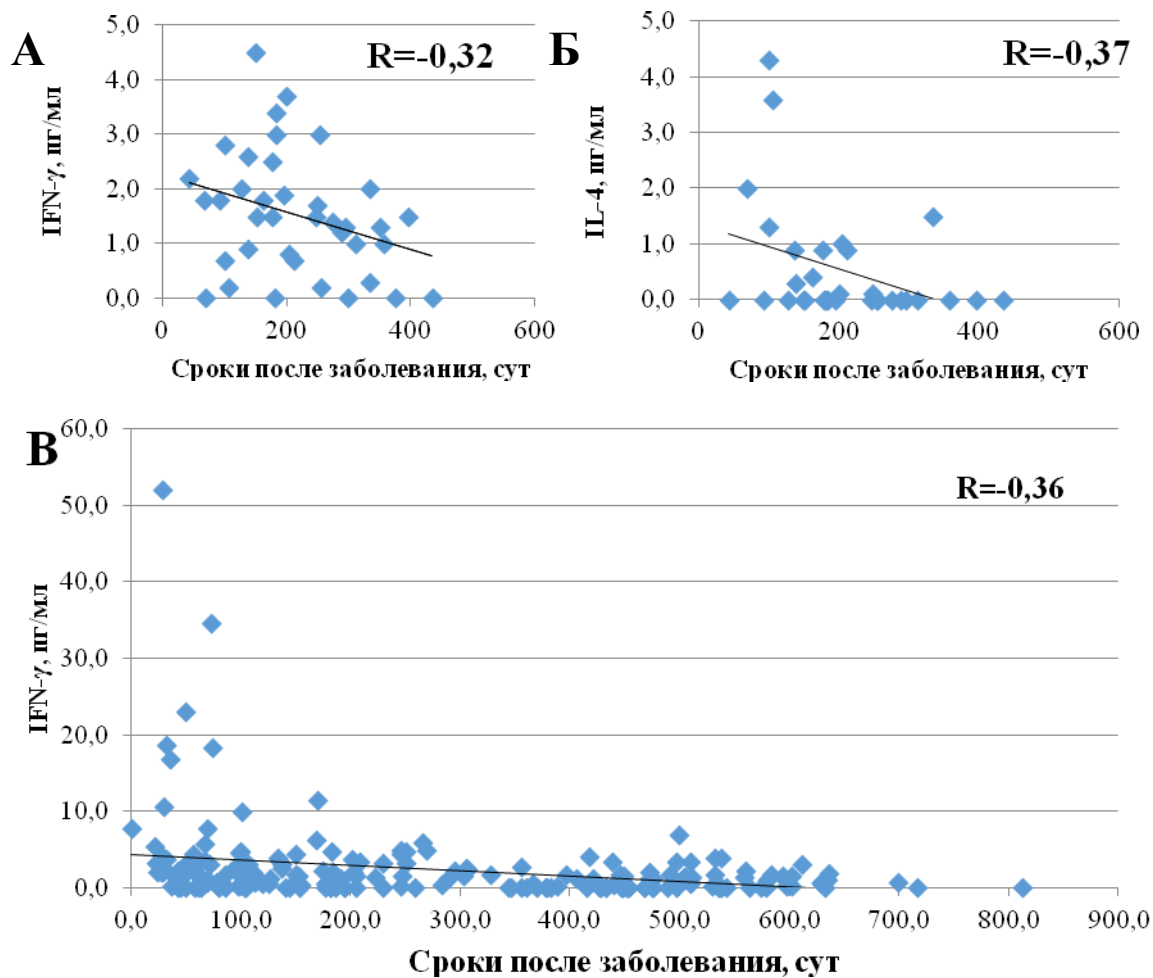 А
R=-0,32
IFN-γ, пг/мл
5,0
4,0
3,0
2,0
1,0
0,0
0
200
400
600
Сроки после заболевания, сут
Б
R=-0,37
IL-4, пг/мл
5,0
4,0
3,0
2,0
1,0
0,0
0
200
400
600
Сроки после заболевания, сут
В
R=-0,36
IFN-γ, пг/мл
60,0
50,0
40,0
30,0
20,0
10,0
0,0
0,0 100,0 200,0 300,0 400,0 500,0 600,0 700,0 800,0 900,0
Сроки после заболевания, сут